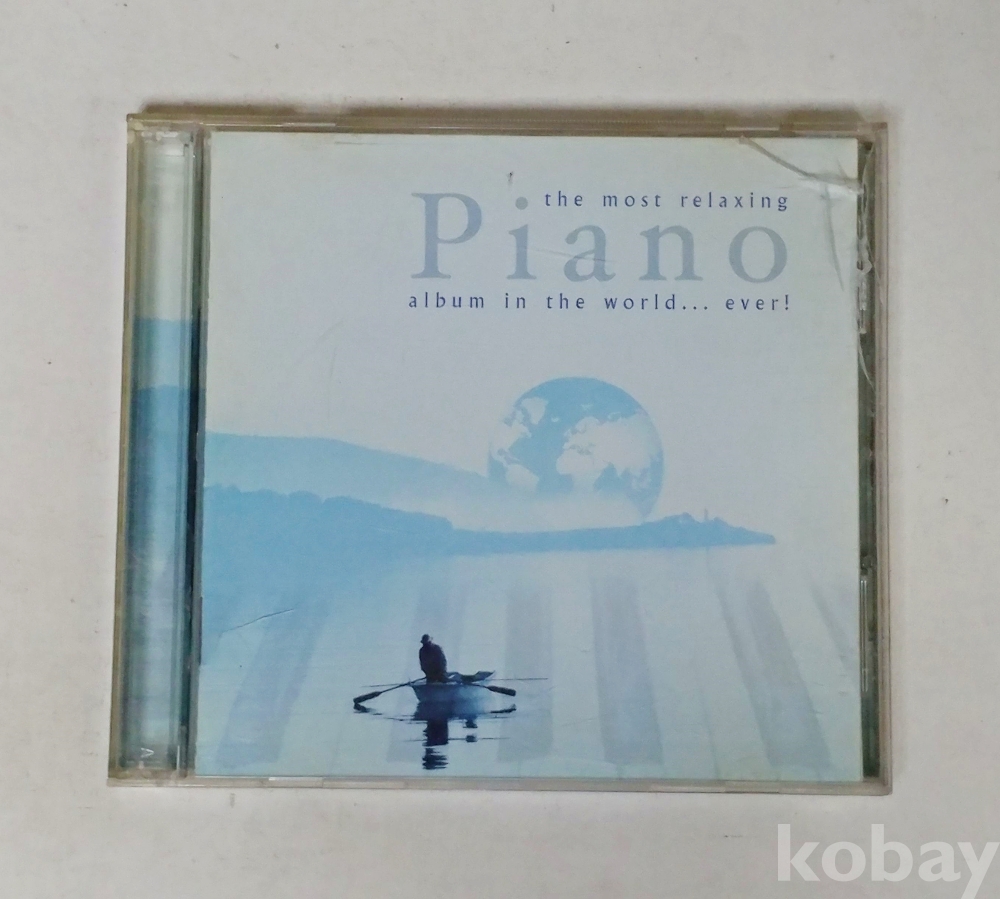 the most relaxing
Piano
album in the world... ever!
kobay